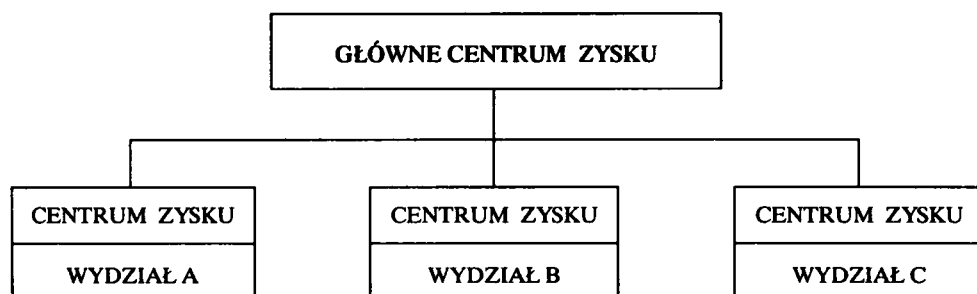 GŁÓWNE CENTRUM ZYSKU
CENTRUM ZYSKU
WYDZIAŁ A
CENTRUM ZYSKU
WYDZIAŁ B
CENTRUM ZYSKU
WYDZIAŁ C